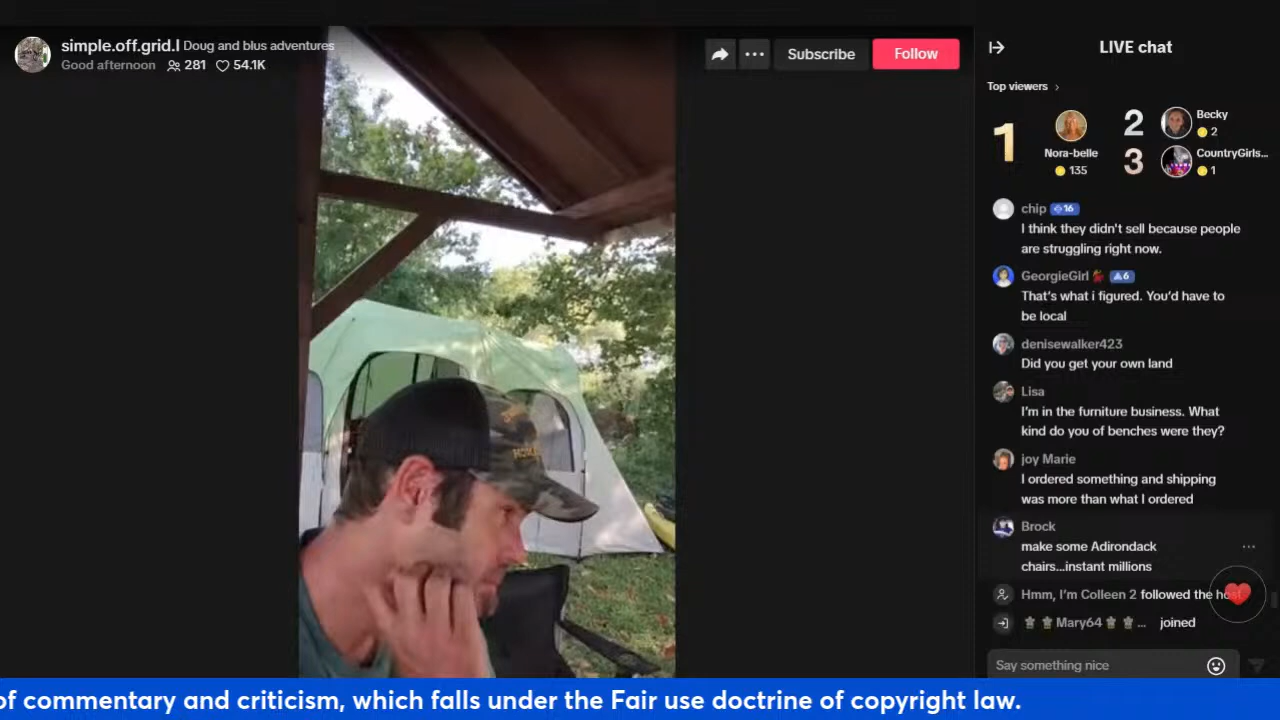 simple.off.grid.l Doug and blus adventures
Good afternoon 281 54.1K
Subscribe
Follow
LIVE chat
Top viewers
1
Nora-belle
135
2
Becky
2
3
CountryGirls...
1
chip 16
I think they didn't sell because people
are struggling right now.
GeorgieGirl 6
That's what i figured. You'd have to
be local
denisewalker423
Did you get your own land
Lisa
I'm in the furniture business. What
kind do you of benches were they?
joy Marie
I ordered something and shipping
was more than what I ordered
Brock
make some Adirondack
chairs...instant millions
Hmm, I'm Colleen 2 followed the host
Mary64 ... joined
Say something nice
of commentary and criticism, which falls under the Fair use doctrine of copyright law.